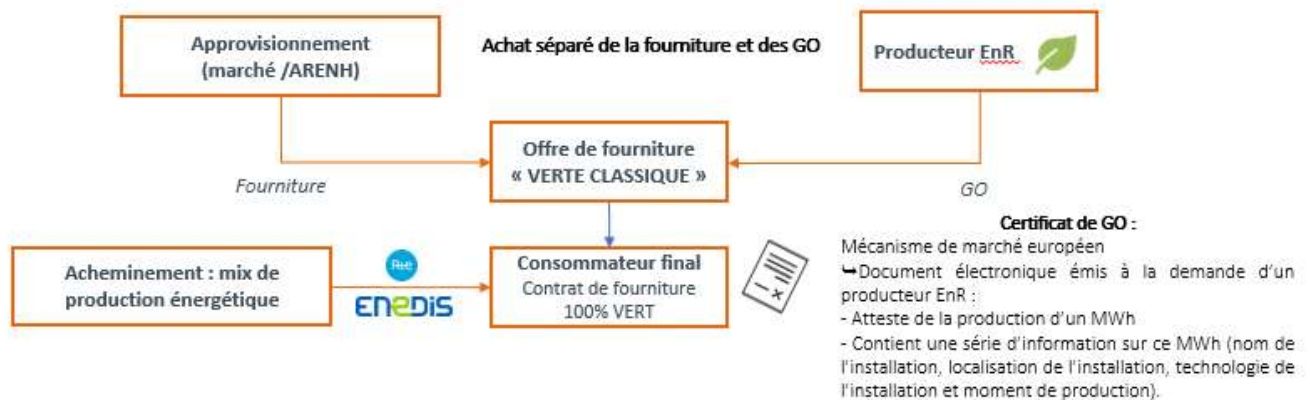 Approvisionnement
(marché /ARENH)
Achat séparé de la fourniture et des GO
Producteur EnR
Offre de fourniture
« VERTE CLASSIQUE »
Fourniture
GO
Certificat de GO :
Mécanisme de marché européen
↪Document électronique émis à la demande d'un
producteur EnR :
- Atteste de la production d'un MWh
- Contient une série d'information sur ce MWh (nom de
l'installation, localisation de l'installation, technologie de
l'installation et moment de production).
Acheminement : mix de
production énergétique
Rte
ENEDIS
Consommateur final
Contrat de fourniture
100% VERT